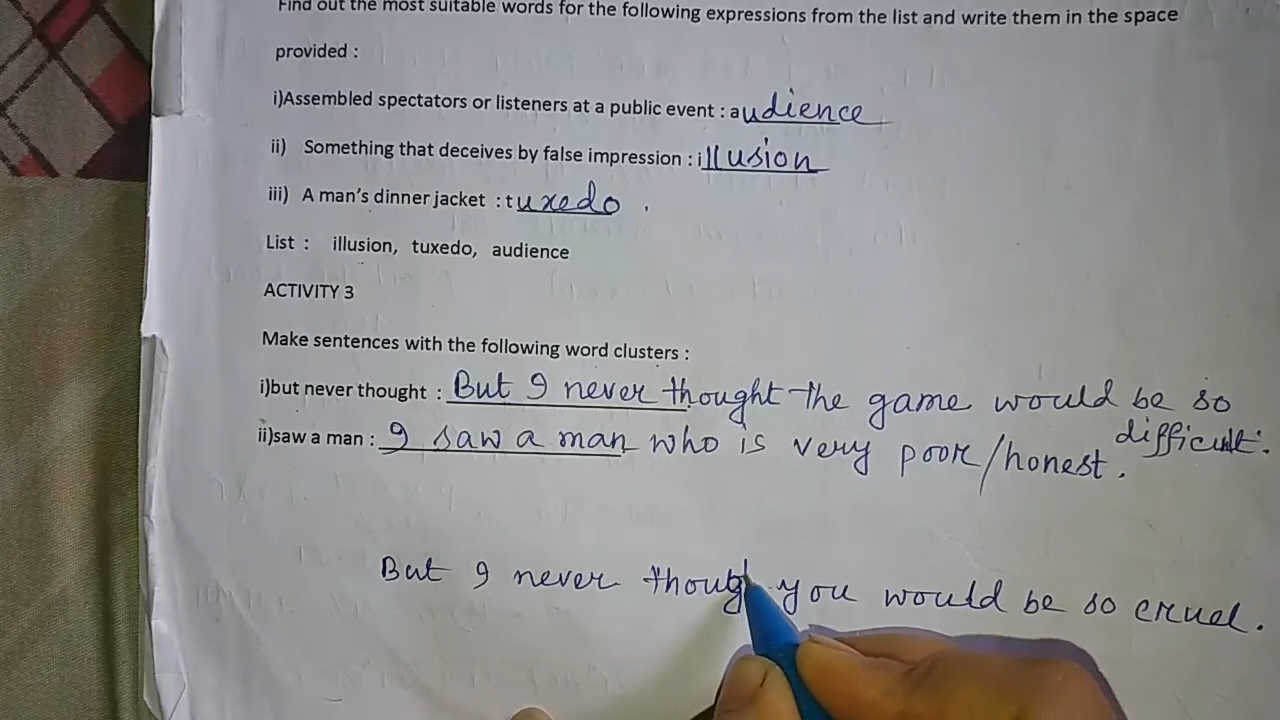 Find out the most suitable words for the following expressions from the list and write them in the space
provided :
i)Assembled spectators or listeners at a public event : audience
ii) Something that deceives by false impression : illusion
iii) A man's dinner jacket : tuxedo .
List : illusion, tuxedo, audience
ACTIVITY 3
Make sentences with the following word clusters :
i)but never thought : But I never thought the game would be so
difficult.
ii)saw a man : I saw a man who is very poor/honest.
But I never though you would be so cruel.